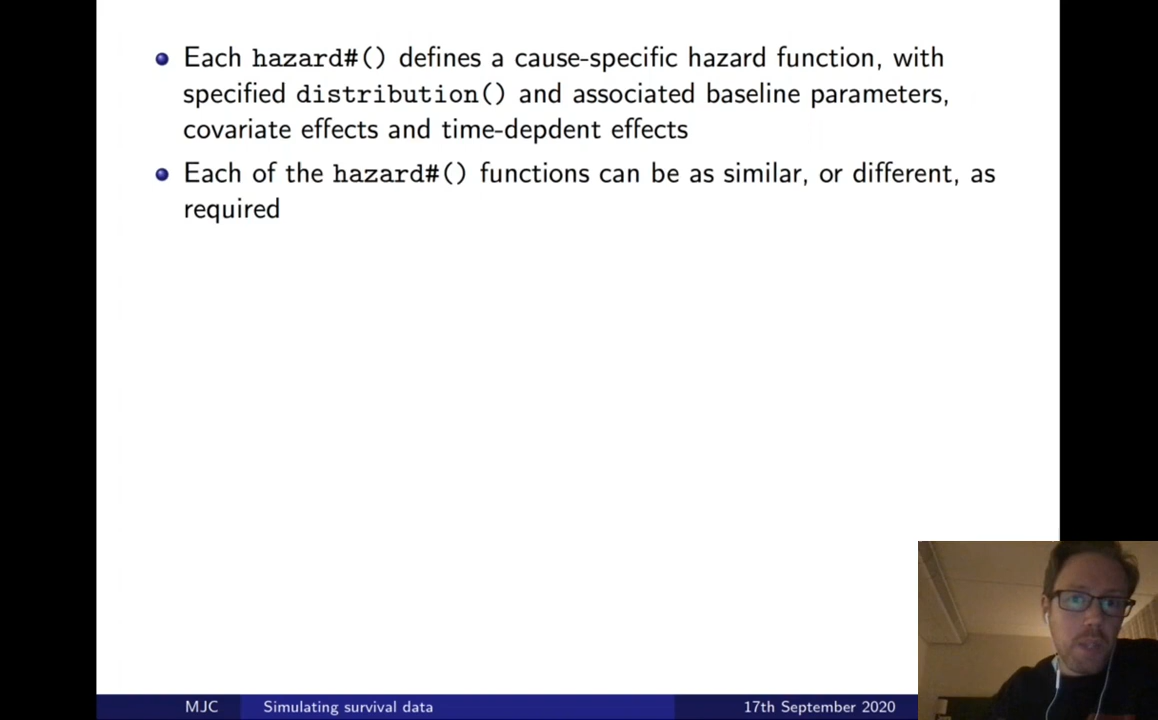 Each hazard#() defines a cause-specific hazard function, with
specified distribution() and associated baseline parameters,
covariate effects and time-depdent effects
Each of the hazard#() functions can be as similar, or different, as
required
MJC Simulating survival data 17th September 2020